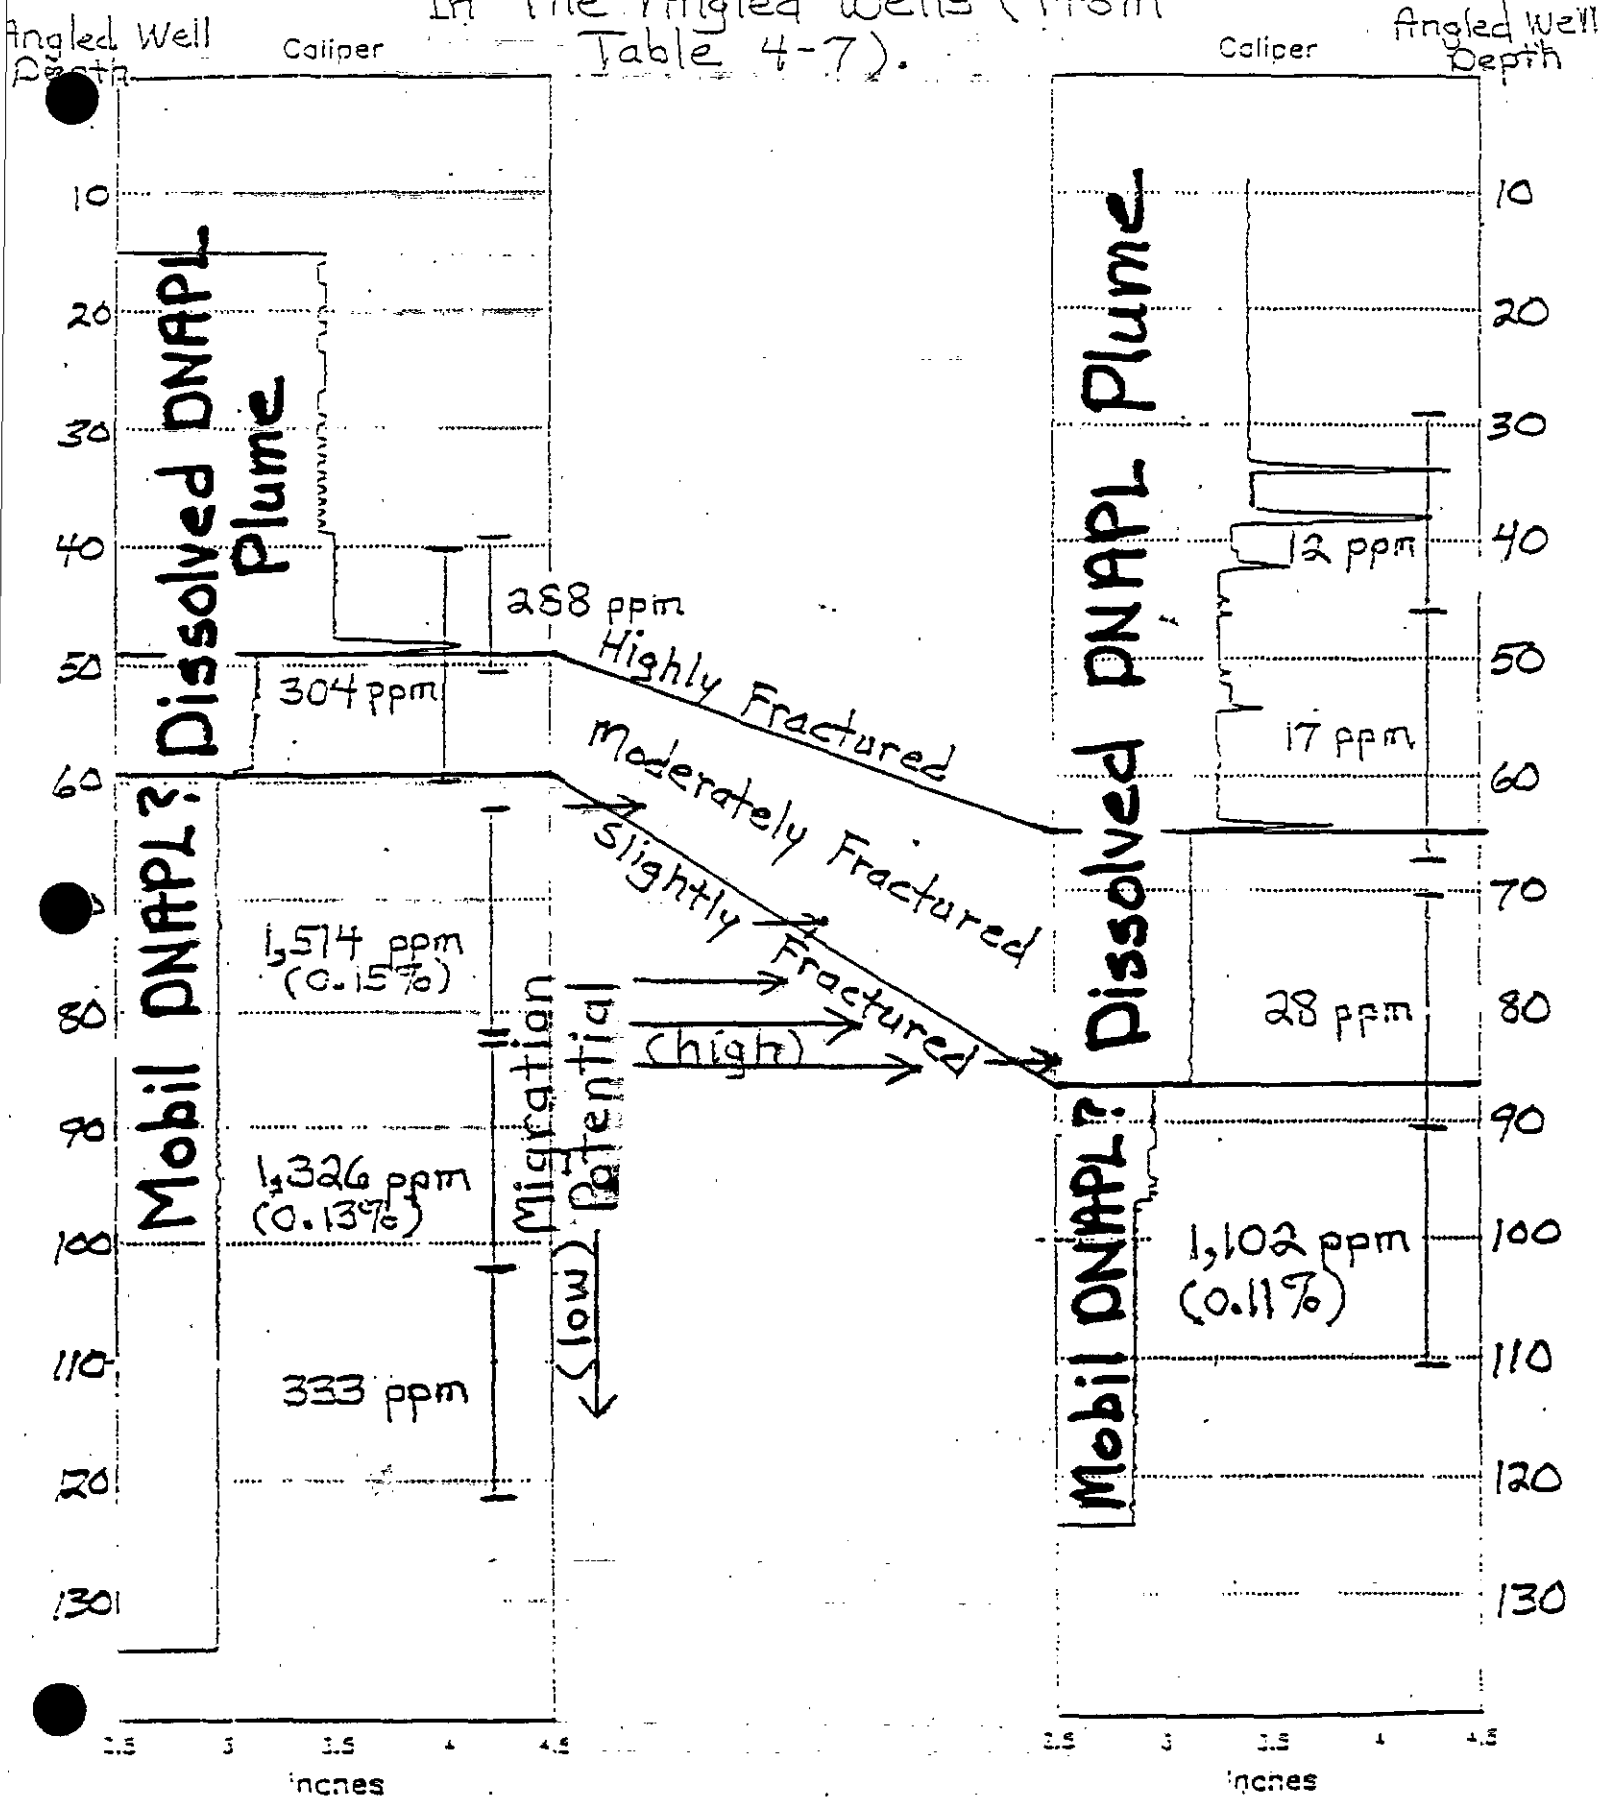 In The Angled Wells (From
Table 4-7).
Angled Well
Depth
Caliper
Caliper
Angled Well
Depth
10
20
30
40
50
60
80
90
100
110
120
130
Dissolved DNAPL
Plume
Mobil DNAPL?
288 ppm
304 ppm
1,514 ppm
(0.15%)
1,326 ppm
(0.13%)
333 ppm
Highly Fractured
Moderately Fractured
Slightly Fractured
Migration
Potential
(high)
(low)
Dissolved DNAPL Plume
Mobil DNAPL?
12 ppm
17 ppm
28 ppm
1,102 ppm
(0.11%)
10
20
30
40
50
60
70
80
90
100
110
120
130
2.5 3 3.5 4 4.5
inches
2.5 3 3.5 4 4.5
inches